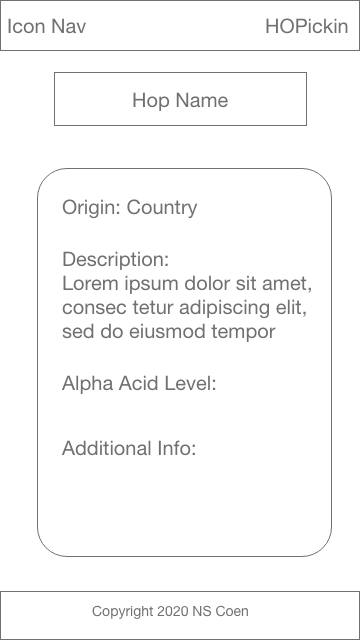 Icon Nav HOPickin
Hop Name
Origin: Country
Description:
Lorem ipsum dolor sit amet,
consec tetur adipiscing elit,
sed do eiusmod tempor
Alpha Acid Level:
Additional Info:
Copyright 2020 NS Coen